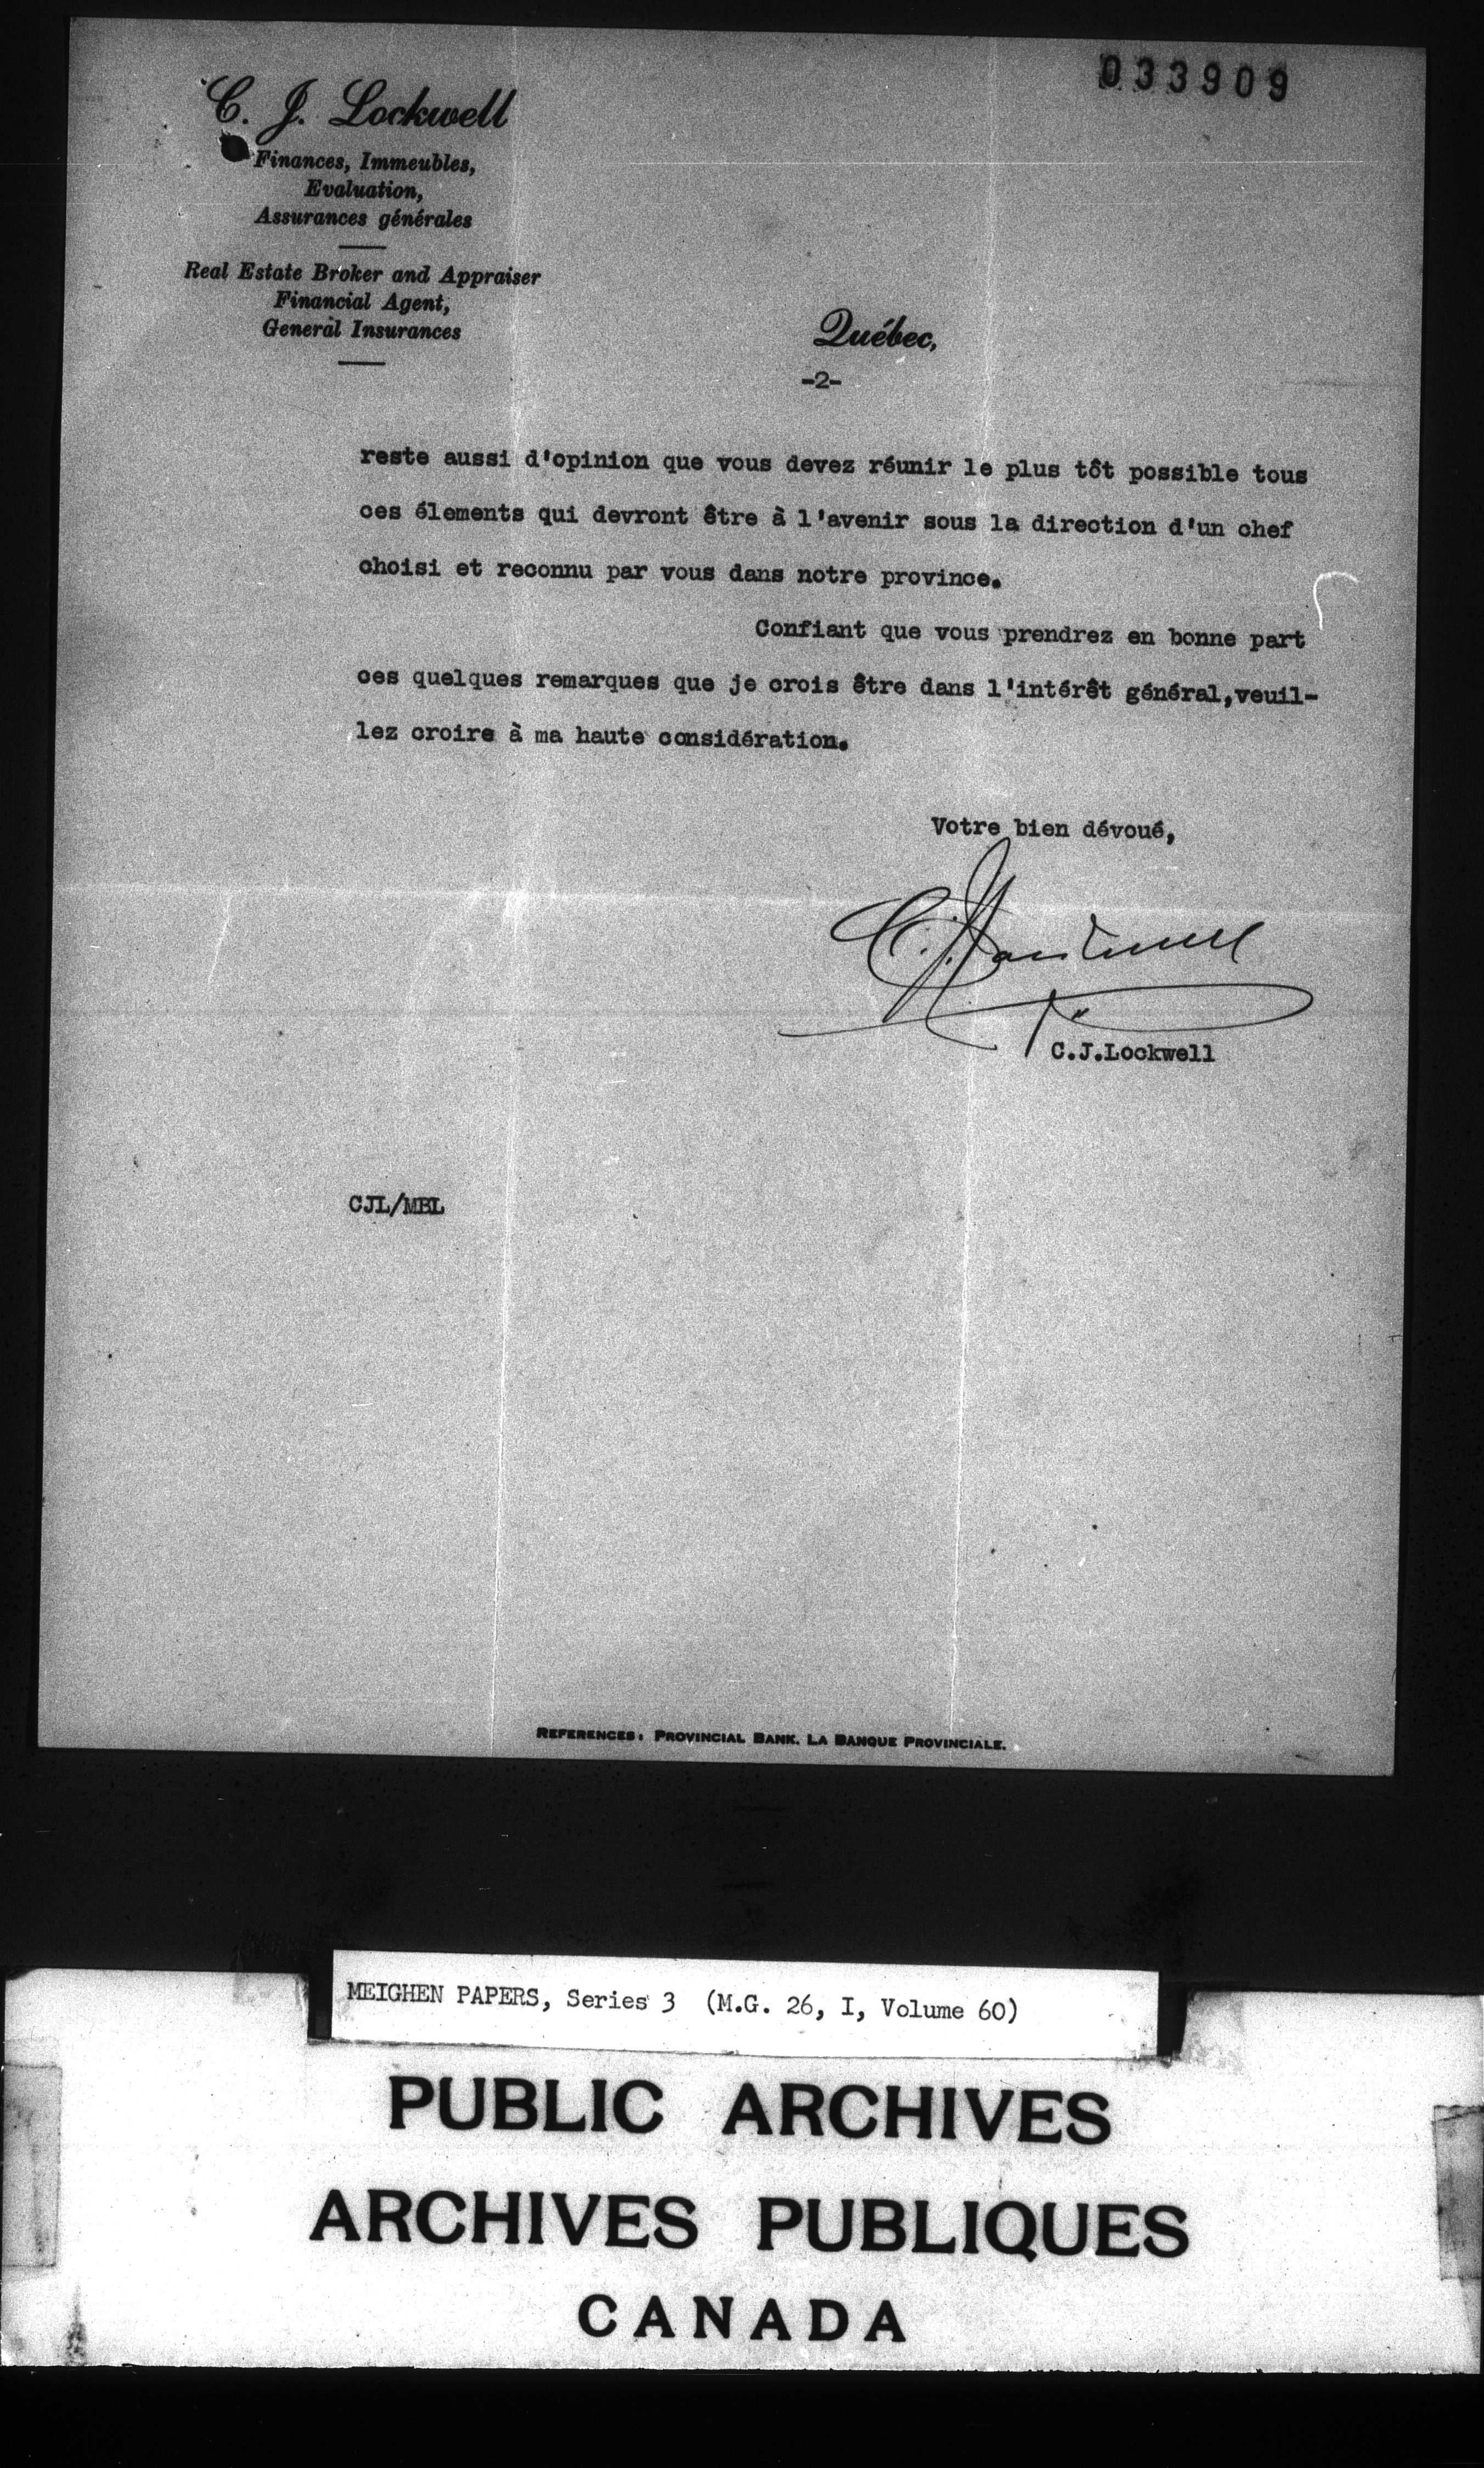 033909
C. J. Lockwell
Finances, Immeubles,
Evaluation,
Assurances générales
Real Estate Broker and Appraiser
Financial Agent,
General Insurances
Québec,
-2-
reste aussi d'opinion que vous devez réunir le plus tôt possible tous
ces élements qui devront être à l'avenir sous la direction d'un chef
choisi et reconnu par vous dans notre province.
Confiant que vous prendrez en bonne part
ces quelques remarques que je crois être dans l'intérêt général,veuil-
lez croire à ma haute considération.
Votre bien dévoué,
C.J. Lockwell
C.J.Lockwell
CJL/MBL
REFERENCES: PROVINCIAL BANK. LA BANQUE PROVINCIALE.
MEIGHEN PAPERS, Series 3 (M.G. 26, I, Volume 60)
PUBLIC ARCHIVES
ARCHIVES PUBLIQUES
CANADA